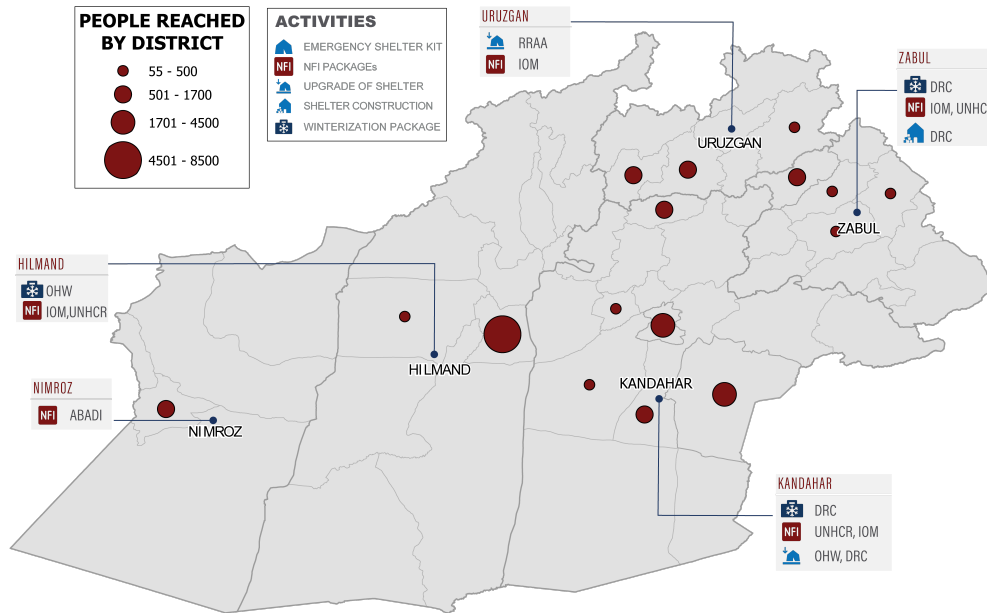 PEOPLE REACHED
BY DISTRICT
55 - 500
501 - 1700
1701 - 4500
4501 - 8500
ACTIVITIES
EMERGENCY SHELTER KIT
NFI NFI PACKAGEs
UPGRADE OF SHELTER
SHELTER CONSTRUCTION
WINTERIZATION PACKAGE
URUZGAN
RRAA
NFI IOM
ZABUL
DRC
NFI IOM, UNHC
DRC
URUZGAN
ZABUL
HILMAND
OHW
NFI IOM,UNHCR
HILMAND
NIMROZ
NFI ABADI
NIMROZ
KANDAHAR
KANDAHAR
DRC
NFI UNHCR, IOM
OHW, DRC